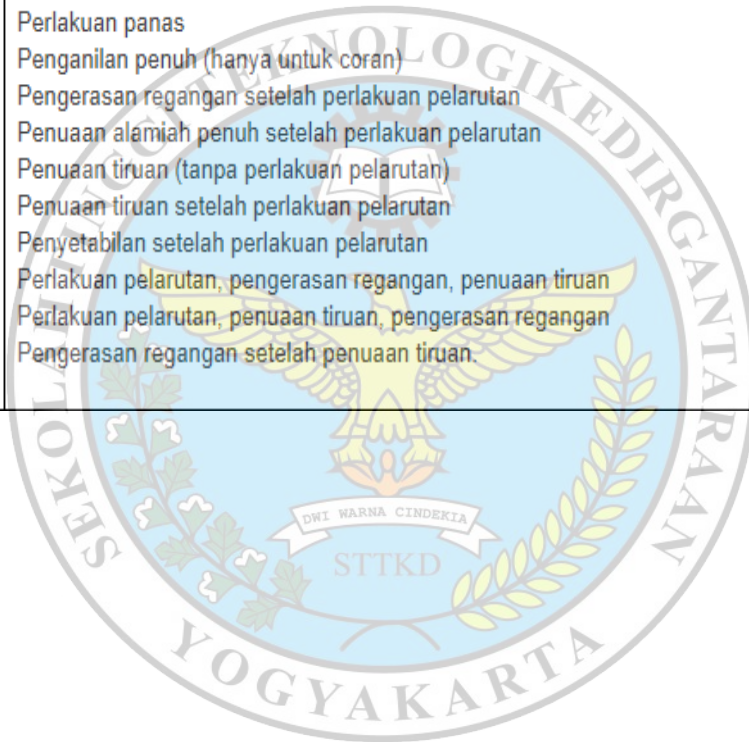 Perlakuan panas
Penganilan penuh (hanya untuk coran)
Pengerasan regangan setelah perlakuan pelarutan
Penuaan alamiah penuh setelah perlakuan pelarutan
Penuaan tiruan (tanpa perlakuan pelarutan)
Penuaan tiruan setelah perlakuan pelarutan
Penyetabilan setelah perlakuan pelarutan
Perlakuan pelarutan, pengerasan regangan, penuaan tiruan
Perlakuan pelarutan, penuaan tiruan, pengerasan regangan
Pengerasan regangan setelah penuaan tiruan.
SEKOLAH TINGGI TEKNOLOGI KEDIRGANTARAAN
DWI WARNA CINDEKIA
STTKD
YOGYAKARTA